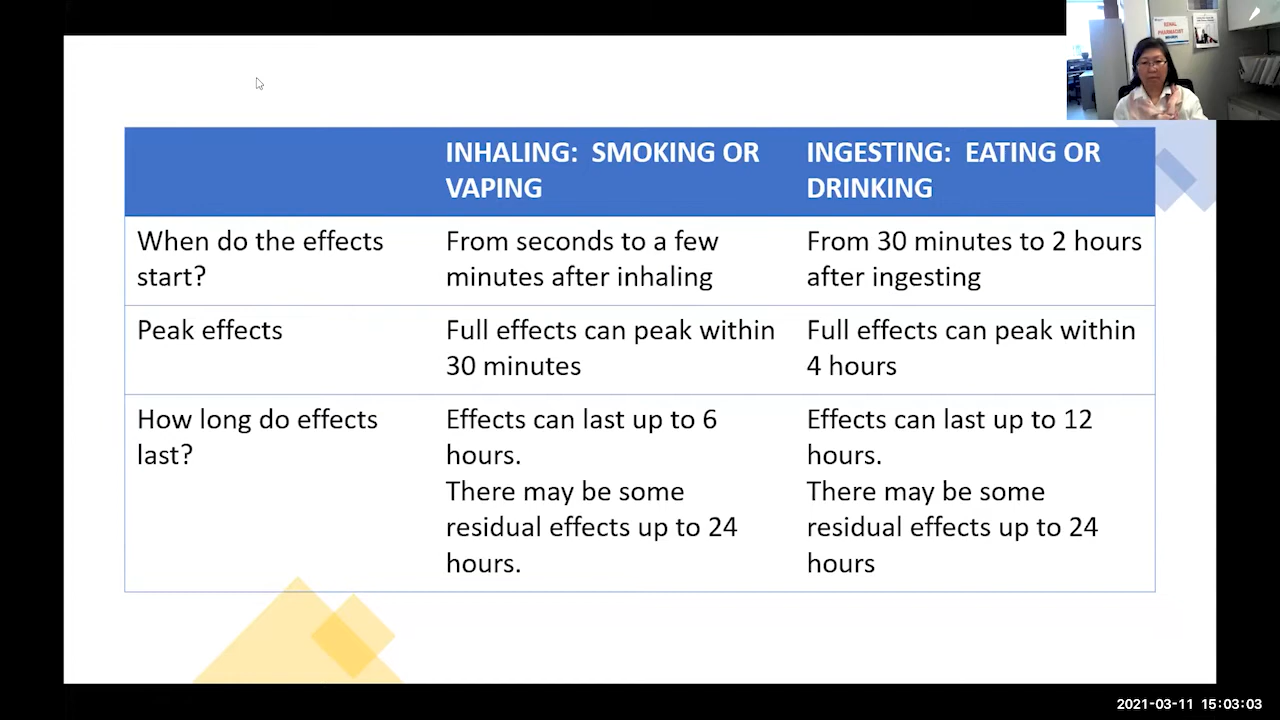 RENAL
PHARMACIST
INHALING: SMOKING OR
VAPING
INGESTING: EATING OR
DRINKING
When do the effects
start?
From seconds to a few
minutes after inhaling
From 30 minutes to 2 hours
after ingesting
Peak effects
Full effects can peak within
30 minutes
Full effects can peak within
4 hours
How long do effects
last?
Effects can last up to 6
hours.
There may be some
residual effects up to 24
hours.
Effects can last up to 12
hours.
There may be some
residual effects up to 24
hours
2021-03-11 15:03:03